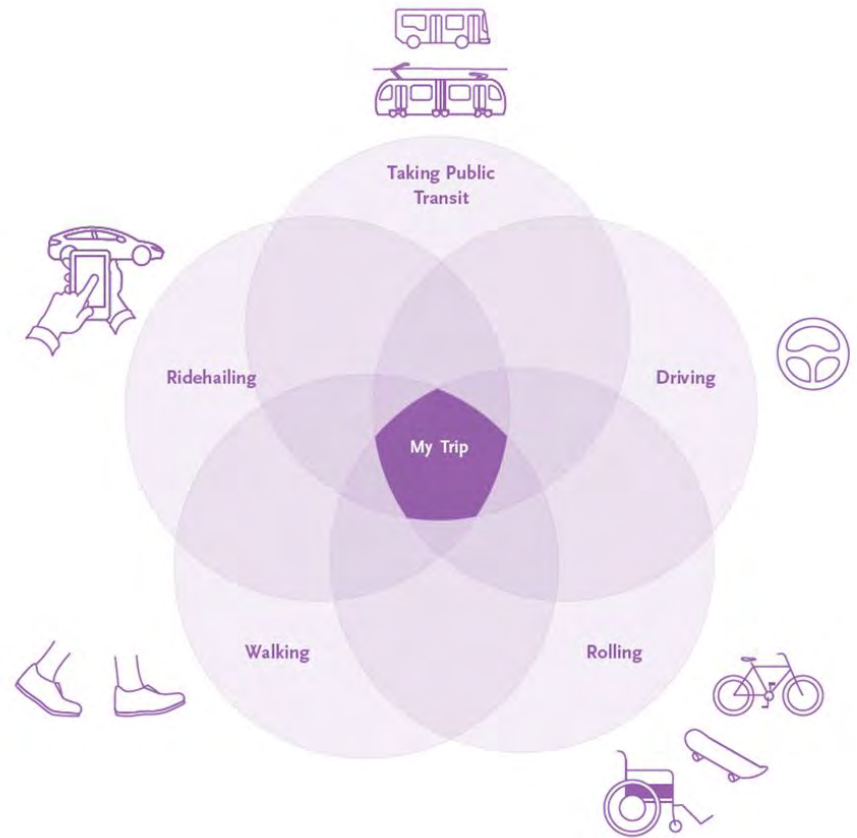 Taking Public
Transit
Ridehailing
Driving
My Trip
Walking
Rolling